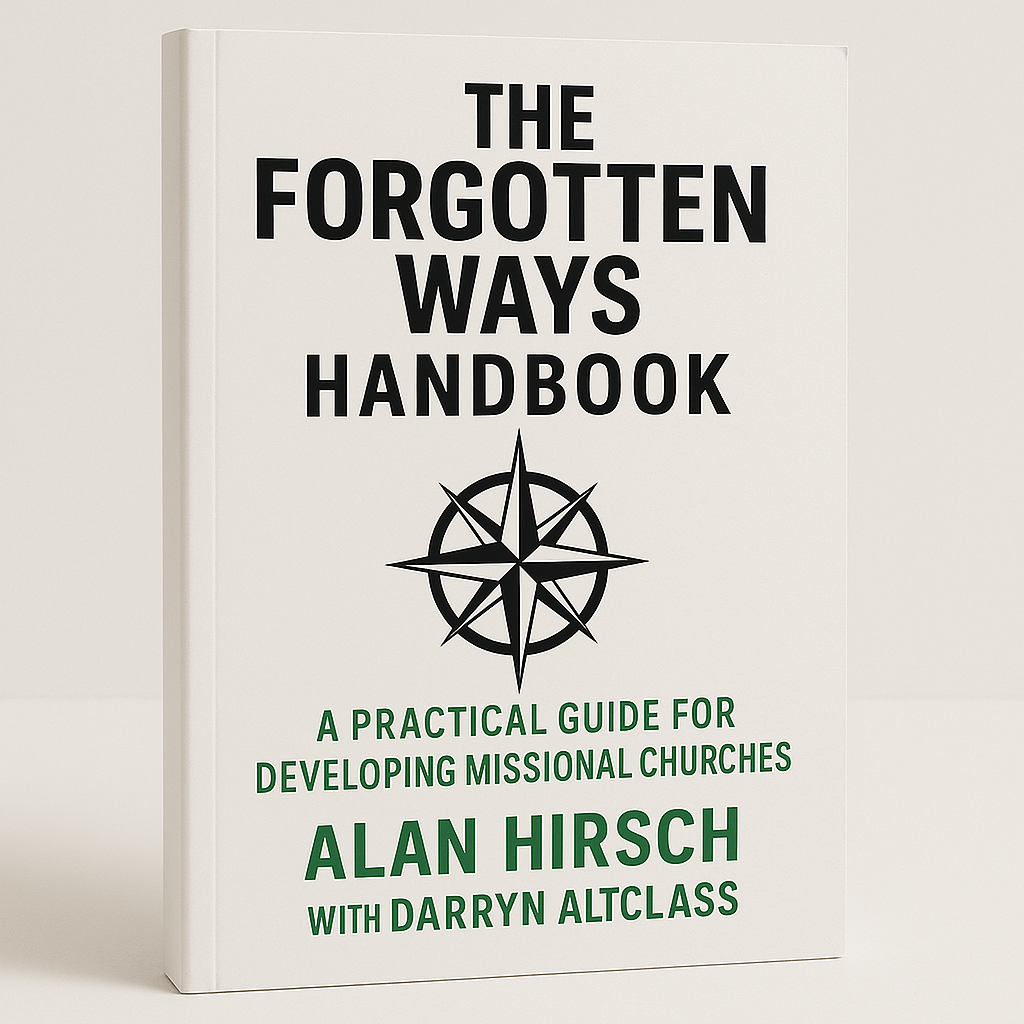 THE
FORGOTTEN
WAYS
HANDBOOK
A PRACTICAL GUIDE FOR
DEVELOPING MISSIONAL CHURCHES
ALAN HIRSCH
WITH DARRYN ALTCLASS